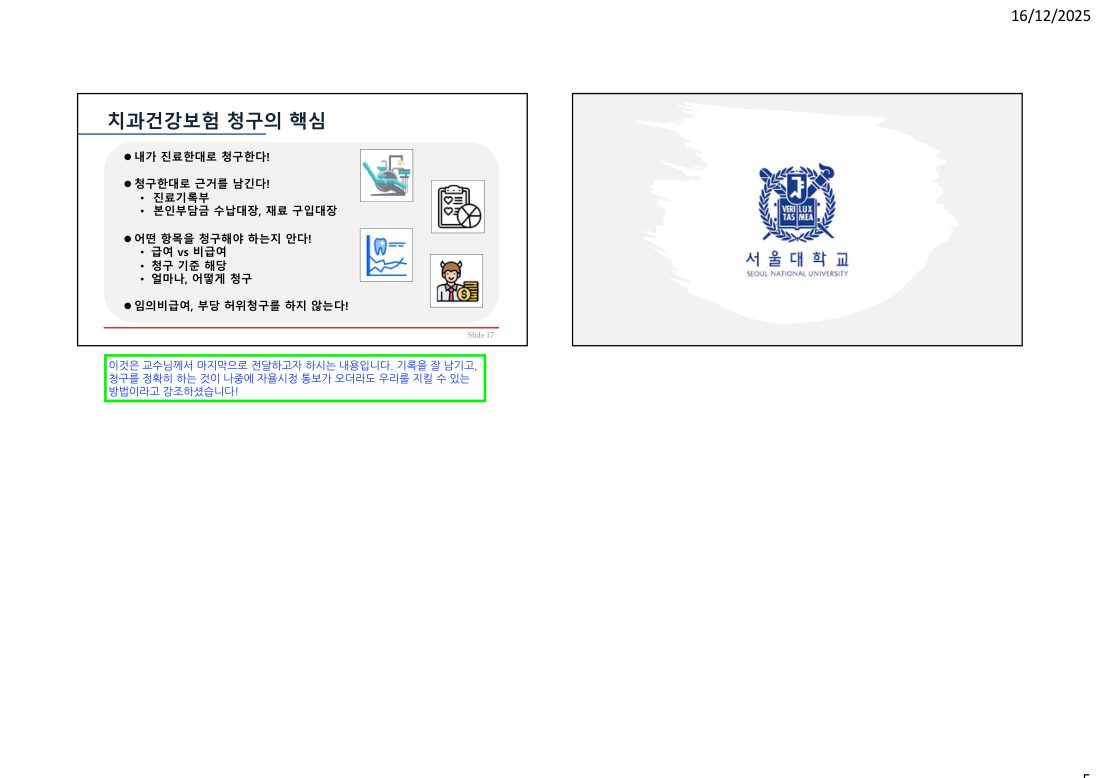 16/12/2025
치과건강보험 청구의 핵심
● 내가 진료한대로 청구한다!
● 청구한대로 근거를 남긴다!
• 진료기록부
• 본인부담금 수납대장, 재료 구입대장
● 어떤 항목을 청구해야 하는지 안다!
• 급여 vs 비급여
• 청구 기준 해당
• 얼마나, 어떻게 청구
● 임의비급여, 부당 허위청구를 하지 않는다!
Slide 17
이것은 교수님께서 마지막으로 전달하고자 하시는 내용입니다. 기록을 잘 남기고,
청구를 정확히 하는 것이 나중에 자율시정 통보가 오더라도 우리를 지킬 수 있는
방법이라고 강조하셨습니다!
VERI LUX
TAS MEA
서울대학교
SEOUL NATIONAL UNIVERSITY